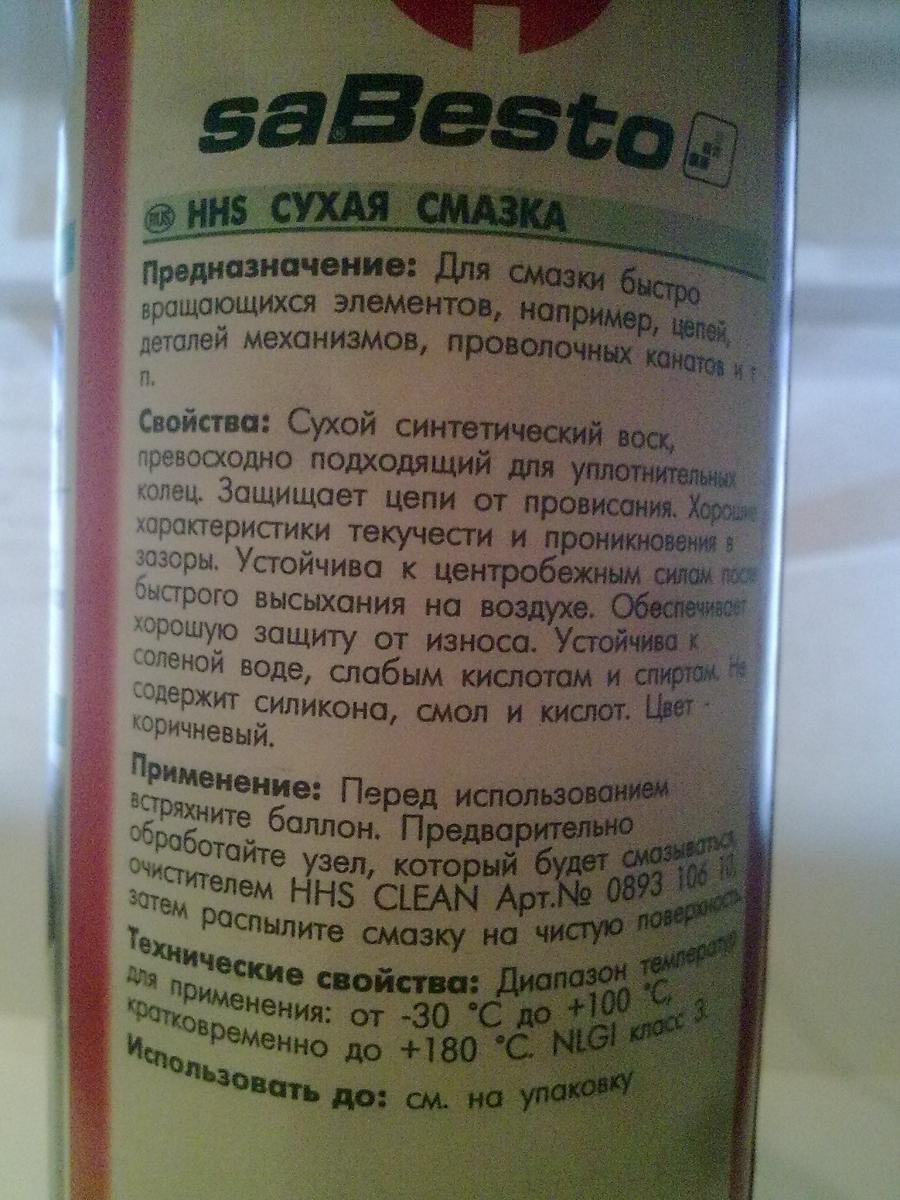 saBesto
RUS HHS СУХАЯ СМАЗКА
Предназначение: Для смазки быстро
вращающихся элементов, например, цепей,
деталей механизмов, проволочных канатов и т
п.
Свойства: Сухой синтетический воск,
превосходно подходящий для уплотнительных
колец. Защищает цепи от провисания. Хорошие
характеристики текучести и проникновения в
зазоры. Устойчива к центробежным силам после
быстрого высыхания на воздухе. Обеспечивает
хорошую защиту от износа. Устойчива к
соленой воде, слабым кислотам и спиртам. Не
содержит силикона, смол и кислот. Цвет -
коричневый.
Применение: Перед использованием
встряхните баллон. Предварительно
обработайте узел, который будет смазываться,
очистителем HHS CLEAN Арт.№ 0893 106 10,
затем распылите смазку на чистую поверхность.
Технические свойства: Диапазон температур
для применения: от -30 °C до +100 °C,
кратковременно до +180 °C. NLGI класс 3.
Использовать до: см. на упаковку